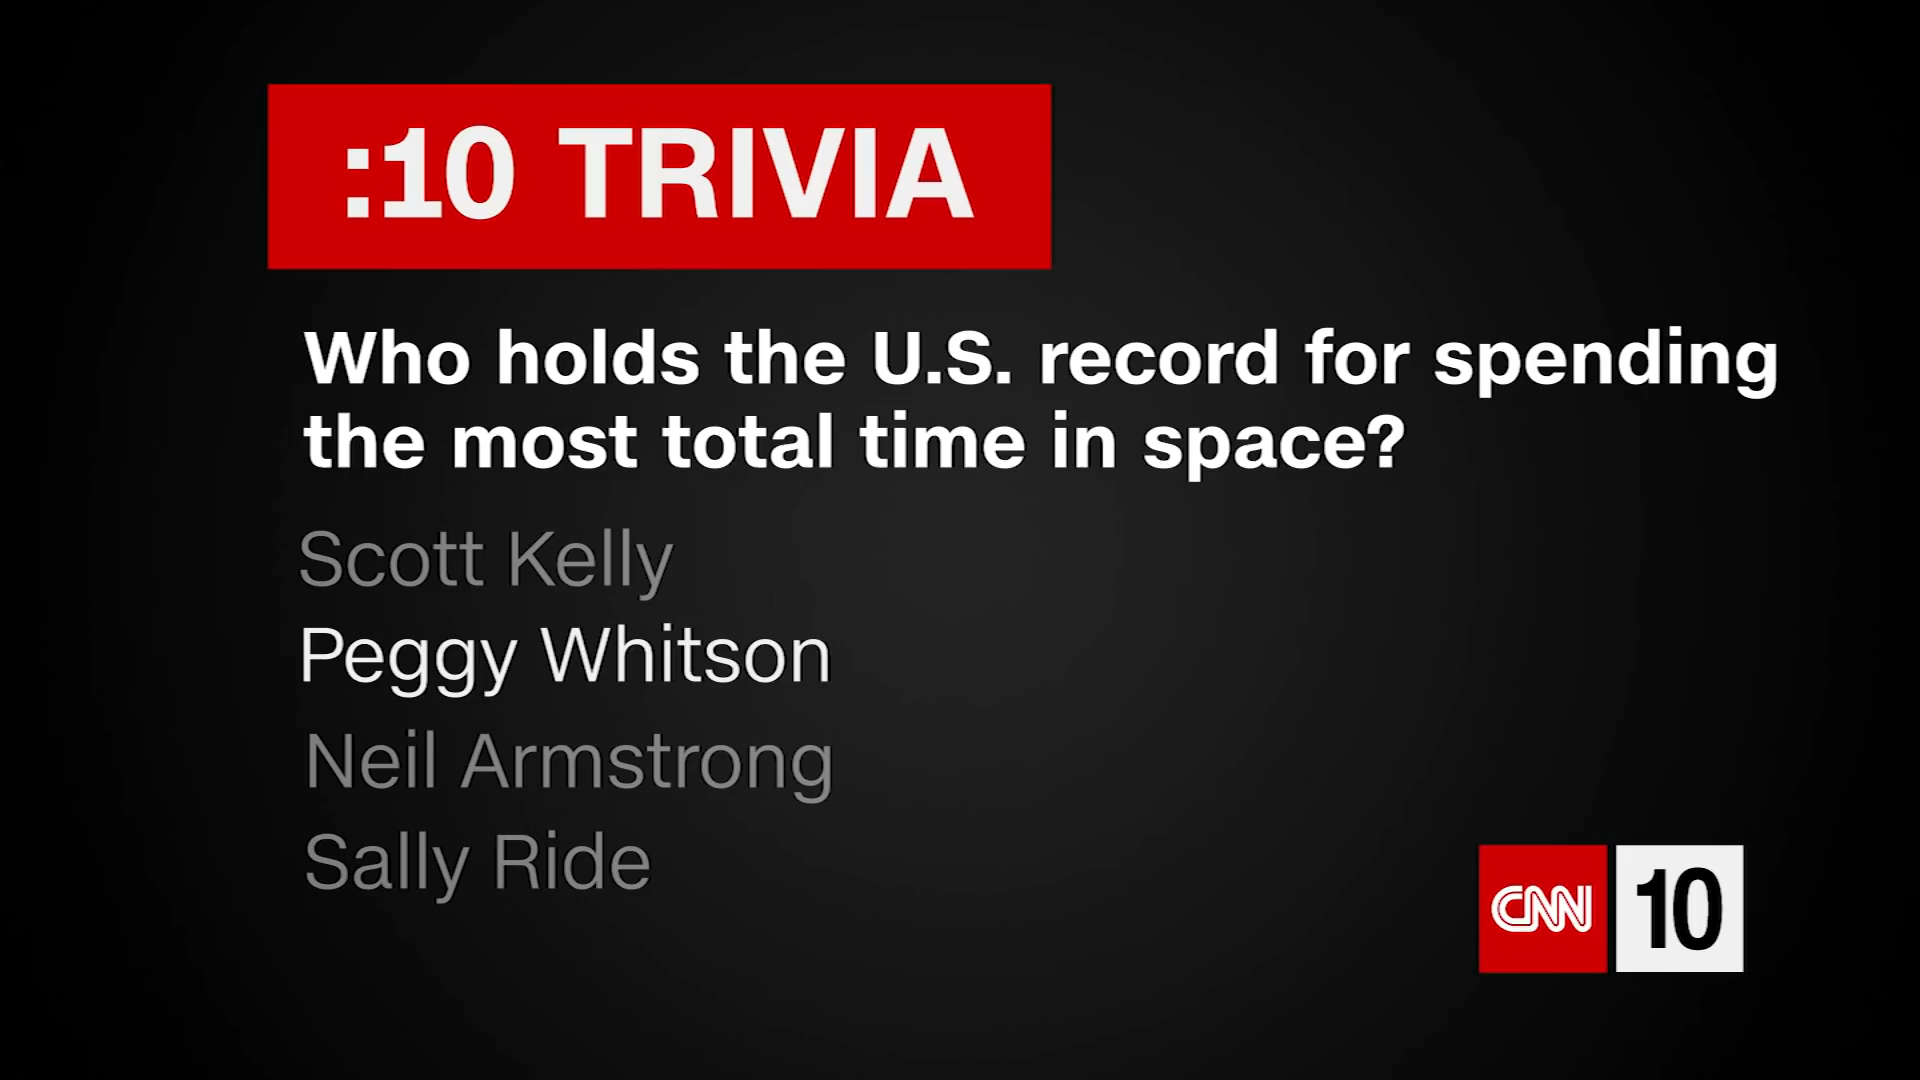 :10 TRIVIA
Who holds the U.S. record for spending
the most total time in space?
Scott Kelly
Peggy Whitson
Neil Armstrong
Sally Ride
CNN 10